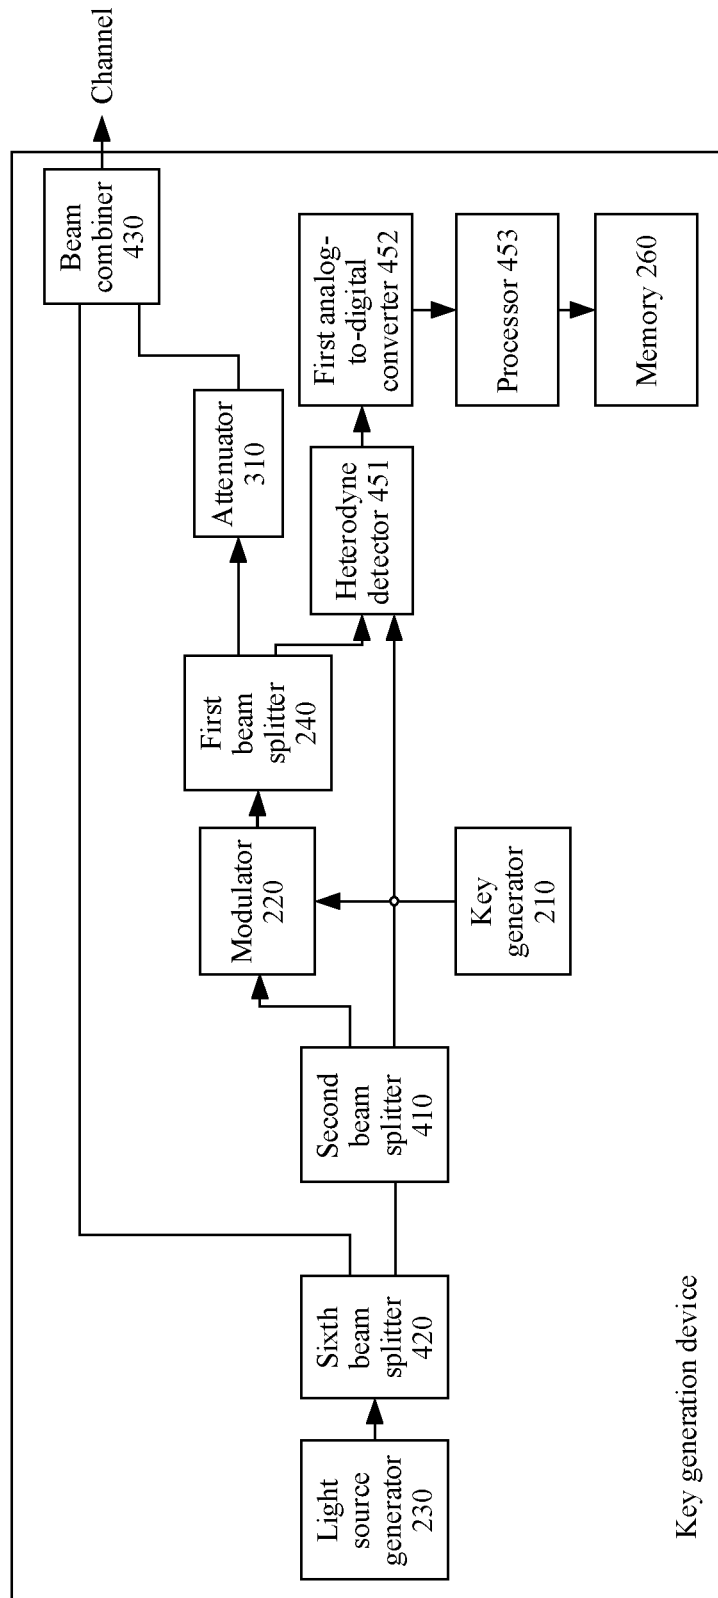 Light
source
generator
230
Sixth
beam
splitter
420
Second
beam
splitter
410
Modulator
220
Key
generator
210
First
beam
splitter
240
Attenuator
310
Heterodyne
detector 451
Beam
combiner
430
Channel
First analog-
to-digital
converter 452
Processor 453
Memory 260
Key generation device